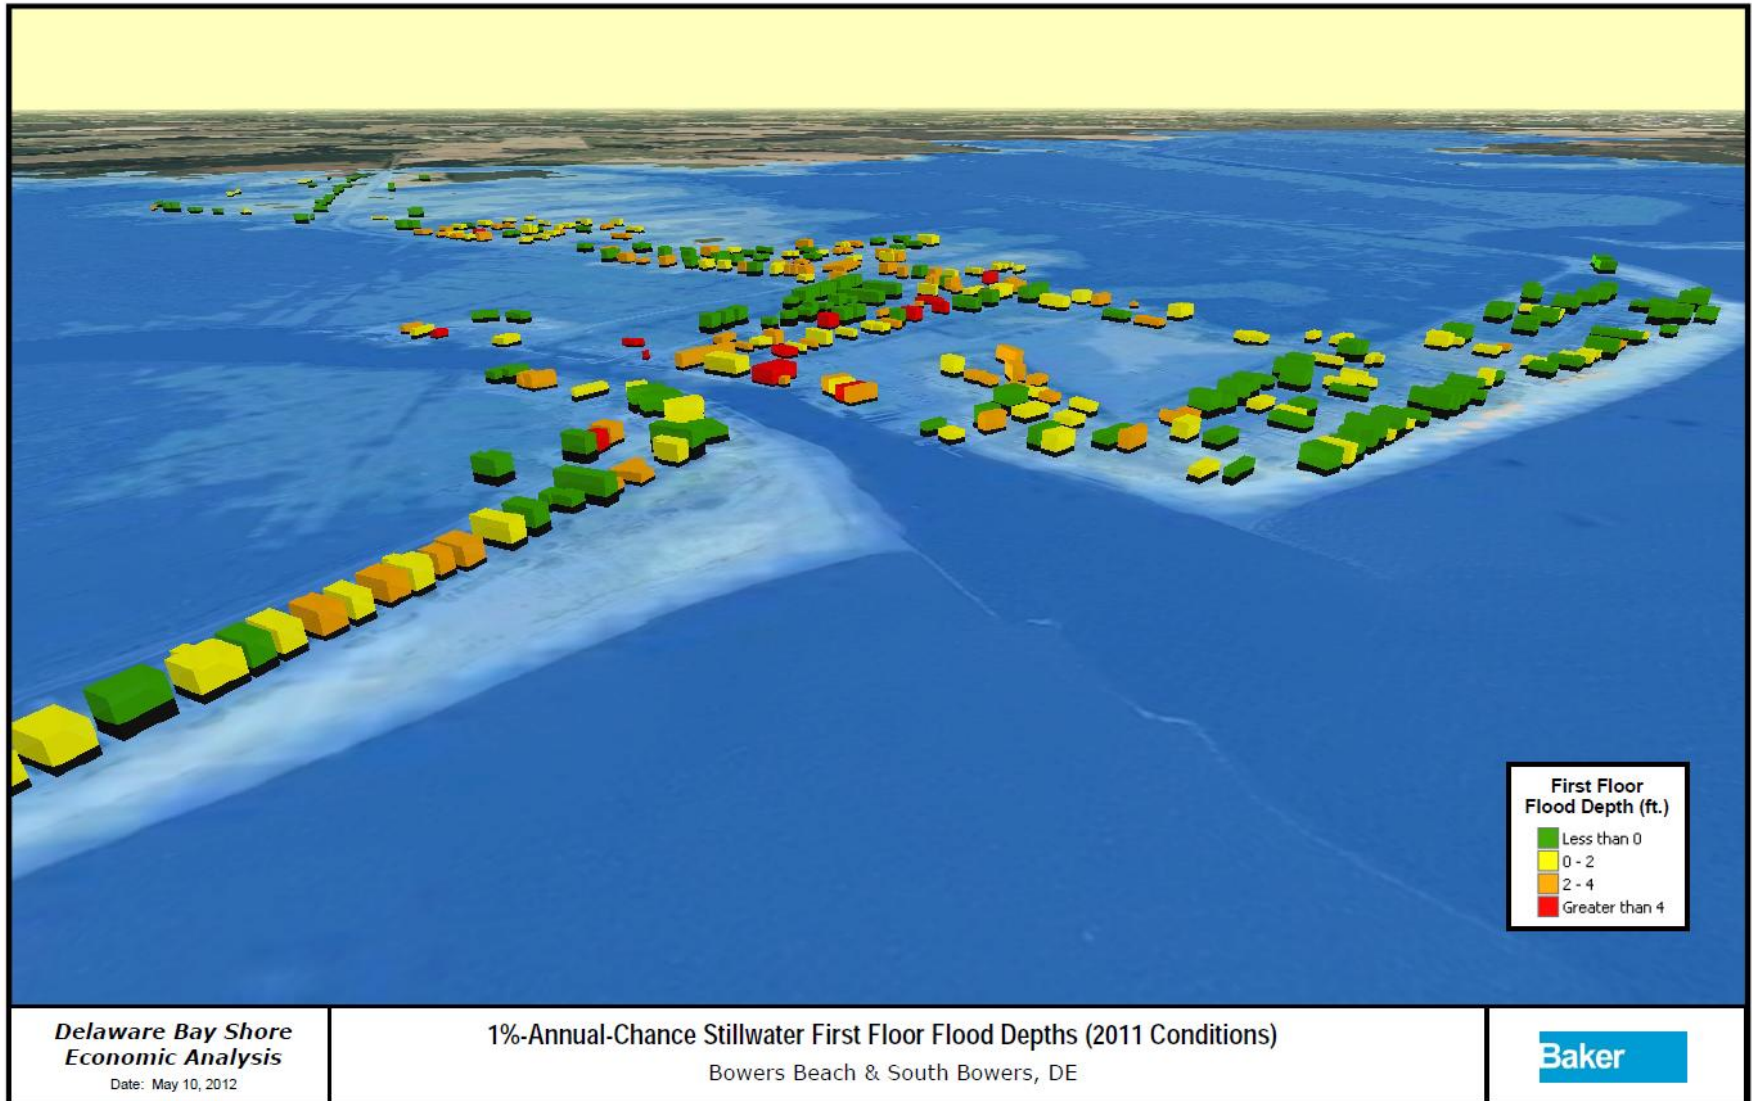 First Floor
Flood Depth (ft.)
Less than 0
0 - 2
2 - 4
Greater than 4
Delaware Bay Shore
Economic Analysis
Date: May 10, 2012
1%-Annual-Chance Stillwater First Floor Flood Depths (2011 Conditions)
Bowers Beach & South Bowers, DE
Baker